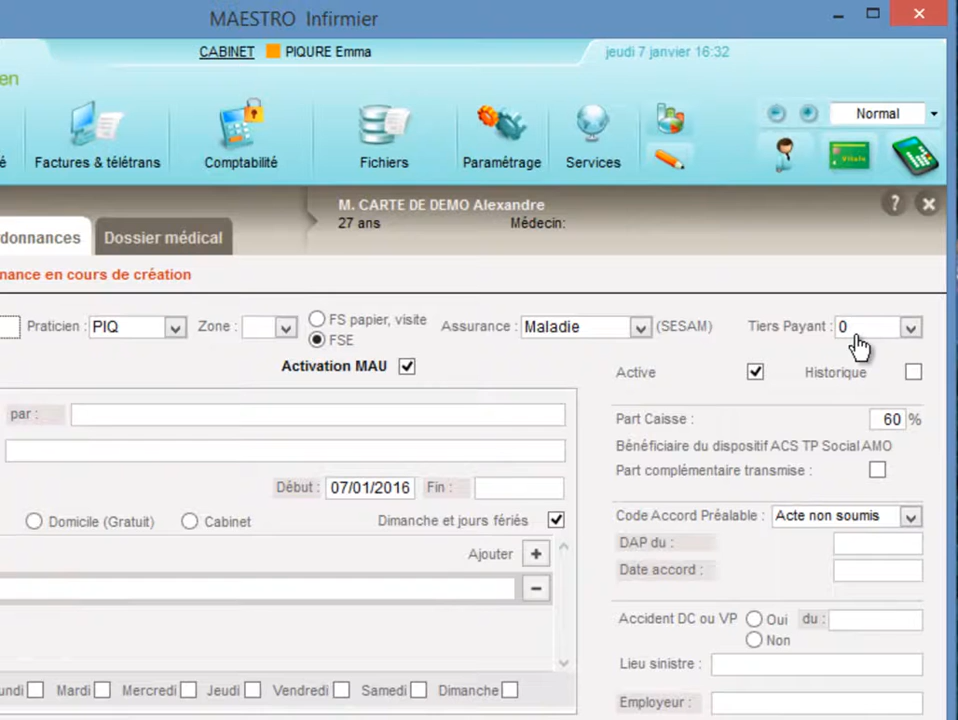 MAESTRO Infirmier
CABINET PIQURE Emma
jeudi 7 janvier 16:32
en
é Factures & télétrans Comptabilité Fichiers Paramétrage Services
Normal
Vitale
M. CARTE DE DEMO Alexandre
27 ans Médecin:
donnances Dossier médical
nance en cours de création
Praticien : PIQ Zone : FS papier, visite Assurance : Maladie (SESAM) Tiers Payant : 0
FSE
Activation MAU
Active Historique
par :
Part Caisse : 60 %
Bénéficiaire du dispositif ACS TP Social AMO
Part complémentaire transmise :
Début : 07/01/2016 Fin :
Code Accord Préalable : Acte non soumis
Domicile (Gratuit) Cabinet Dimanche et jours fériés
DAP du :
Ajouter +
Date accord :
Accident DC ou VP Oui du :
Non
Lieu sinistre :
undi Mardi Mercredi Jeudi Vendredi Samedi Dimanche
Employeur :